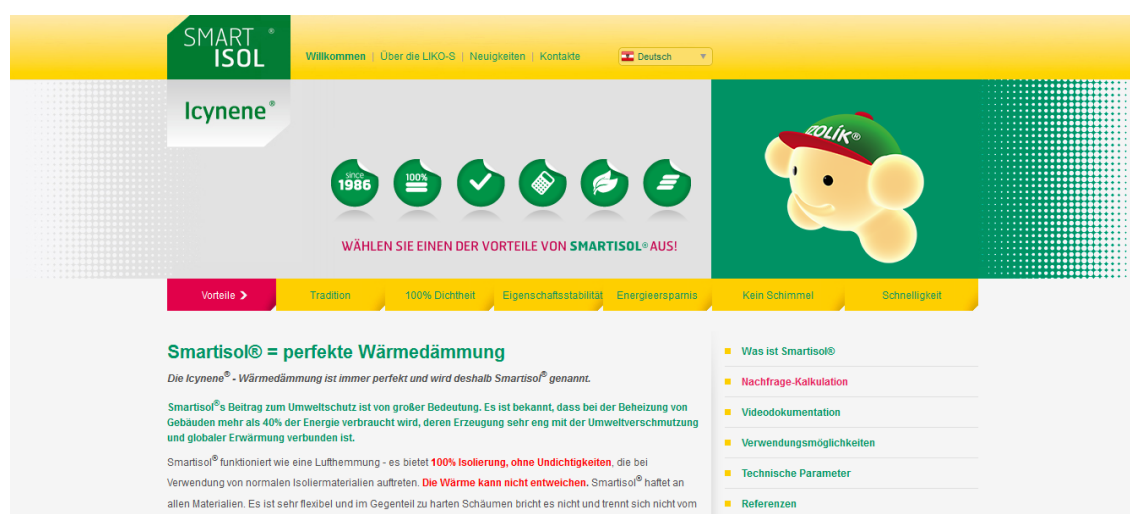 SMART ®
ISOL
Willkommen | Über die LIKO-S | Neuigkeiten | Kontakte
Deutsch
Icynene®
IZOLÍK®
since
1986
100%
WÄHLEN SIE EINEN DER VORTEILE VON SMARTISOL® AUS!
Vorteile
Tradition
100% Dichtheit
Eigenschaftsstabilität
Energieersparnis
Kein Schimmel
Schnelligkeit
Smartisol® = perfekte Wärmedämmung
Die Icynene® - Wärmedämmung ist immer perfekt und wird deshalb Smartisol® genannt.
Smartisol®s Beitrag zum Umweltschutz ist von großer Bedeutung. Es ist bekannt, dass bei der Beheizung von
Gebäuden mehr als 40% der Energie verbraucht wird, deren Erzeugung sehr eng mit der Umweltverschmutzung
und globaler Erwärmung verbunden ist.
Smartisol® funktioniert wie eine Lufthemmung - es bietet 100% Isolierung, ohne Undichtigkeiten, die bei
Verwendung von normalen Isoliermaterialien auftreten. Die Wärme kann nicht entweichen. Smartisol® haftet an
allen Materialien. Es ist sehr flexibel und im Gegenteil zu harten Schäumen bricht es nicht und trennt sich nicht vom
Was ist Smartisol®
Nachfrage-Kalkulation
Videodokumentation
Verwendungsmöglichkeiten
Technische Parameter
Referenzen